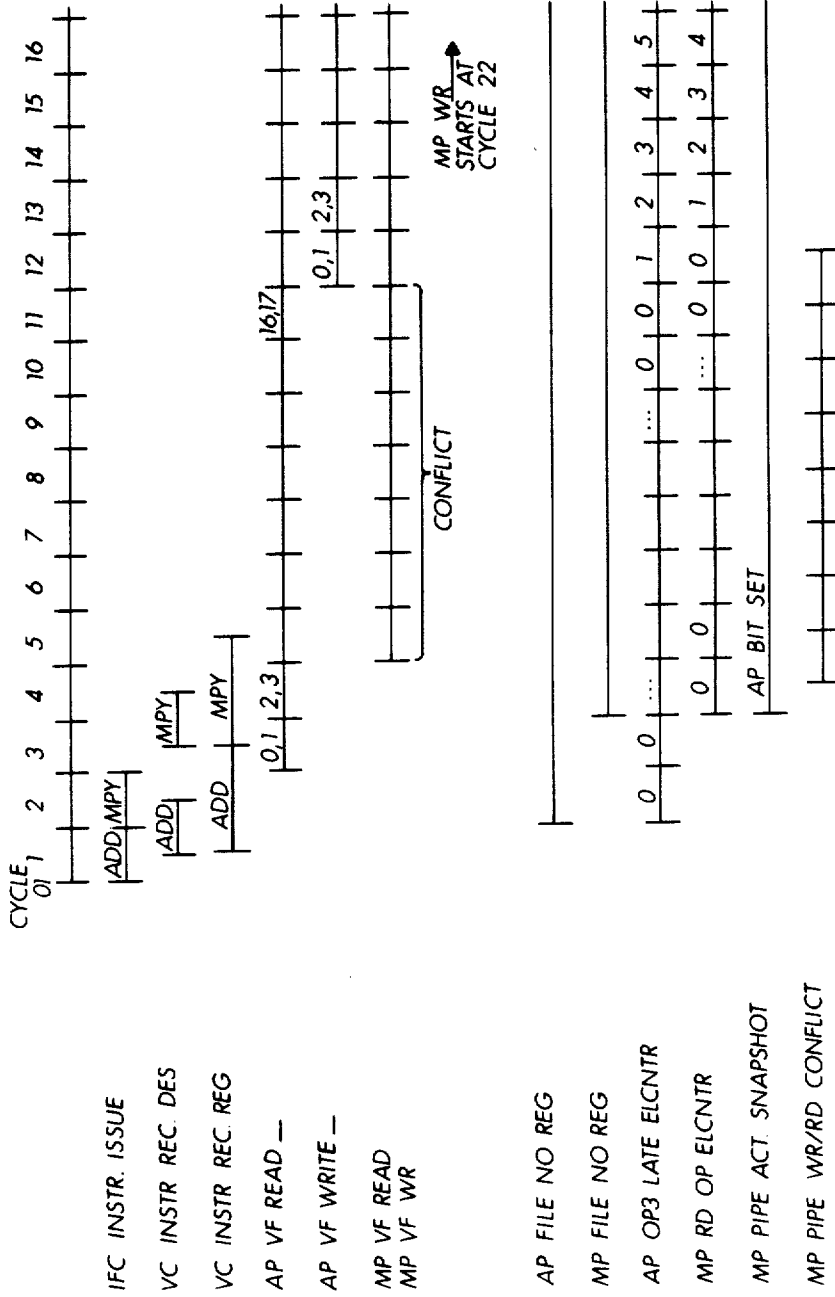 CYCLE
01 1 2 3 4 5 6 7 8 9 10 11 12 13 14 15 16
IFC INSTR. ISSUE ADD MPY
VC INSTR REC. DES ADD MPY
VC INSTR REC. REG ADD MPY
AP VF READ _ 0,1 2,3 16,17
AP VF WRITE _ 0,1 2,3
MP VF READ
MP VF WR
CONFLICT
MP WR
STARTS AT
CYCLE 22
AP FILE NO REG
MP FILE NO REG
AP OP3 LATE ELCNTR 0 0 ... ... 0 0 1 2 3 4 5
MP RD OP ELCNTR 0 0 .... 0 0 1 2 3 4
MP PIPE ACT. SNAPSHOT AP BIT SET
MP PIPE WR/RD CONFLICT